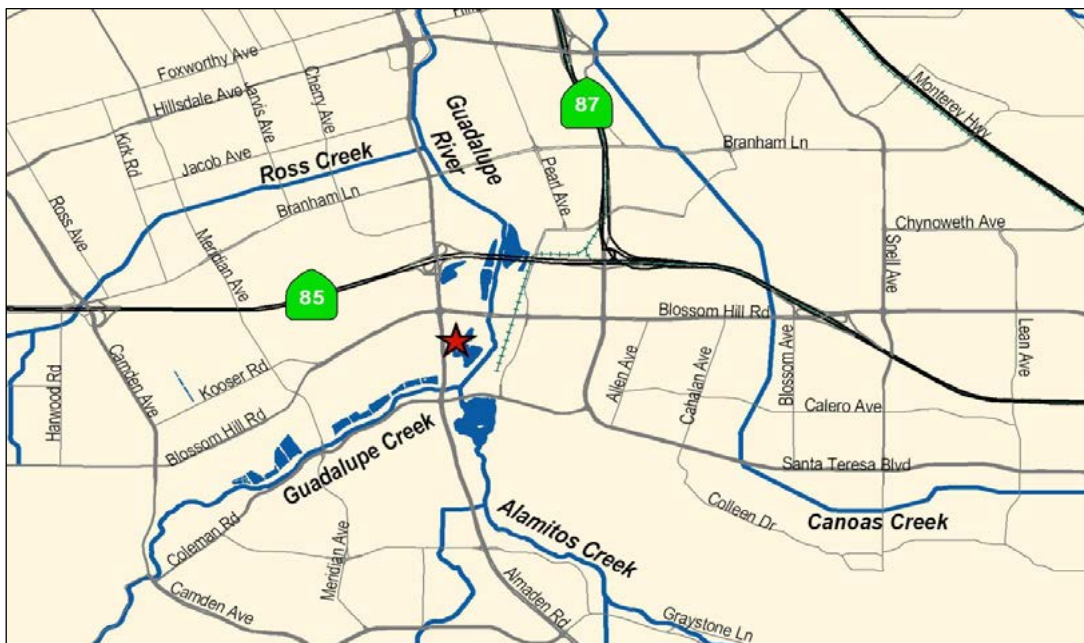 Foxworthy Ave
Hillsdale Ave
Kirk Rd
Jarvis Ave
Cherry Ave
Jacob Ave
Ross Creek
Guadalupe
River
87
Monterey Hwy
Branham Ln
Pearl Ave
Branham Ln
Ross Ave
Meridian Ave
Chynoweth Ave
Snell Ave
85
Blossom Hill Rd
Lean Ave
Harwood Rd
Camden Ave
Kooser Rd
Allen Ave
Cahalan Ave
Blossom Ave
Calero Ave
Blossom Hill Rd
Guadalupe Creek
Santa Teresa Blvd
Coleman Rd
Meridian Ave
Alamitos Creek
Colleen Dr
Canoas Creek
Camden Ave
Almaden Rd
Graystone Ln